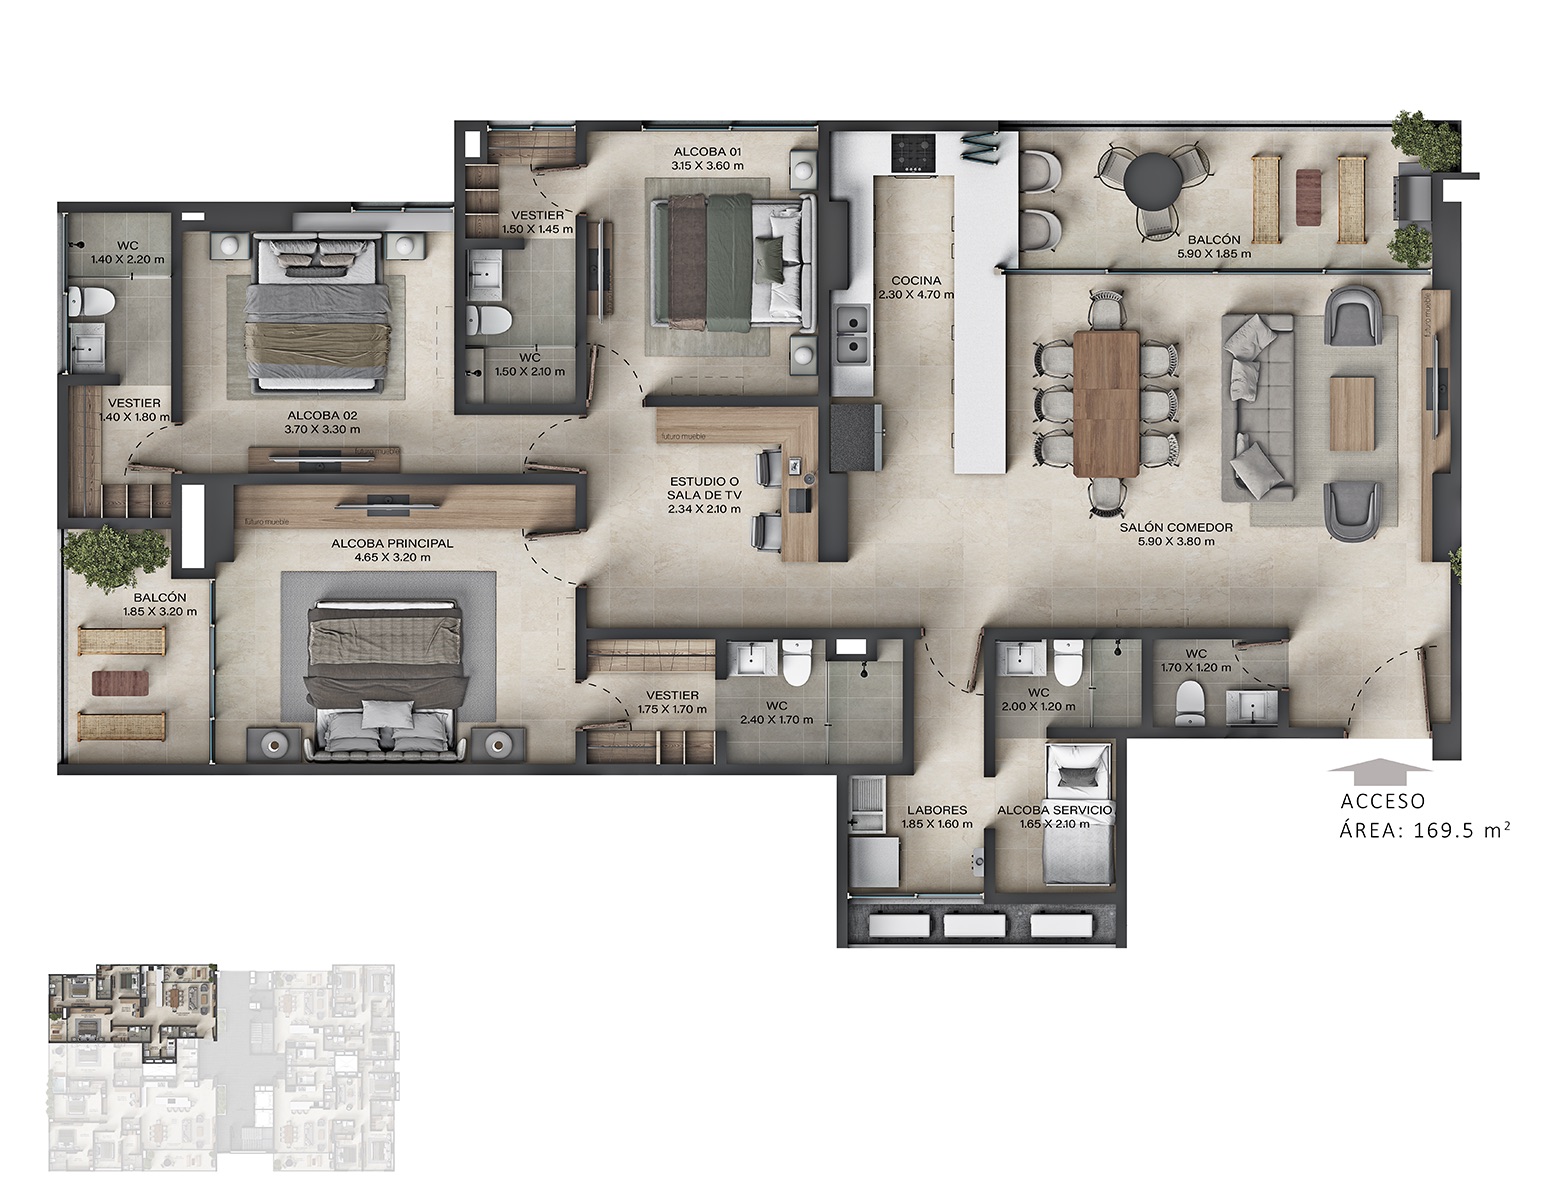 ALCOBA 01
3.15 X 3.60 m
VESTIER
1.50 X 1.45 m
WC
1.40 X 2.20 m
BALCÓN
5.90 X 1.85 m
COCINA
2.30 X 4.70 m
futuro mueble
WC
1.50 X 2.10 m
VESTIER
1.40 X 1.80 m
ALCOBA 02
3.70 X 3.30 m
futuro mueble
futuro mueble
ESTUDIO O
SALA DE TV
2.34 X 2.10 m
futuro mueble
SALÓN COMEDOR
5.90 X 3.80 m
ALCOBA PRINCIPAL
4.65 X 3.20 m
BALCÓN
1.85 X 3.20 m
WC
1.70 X 1.20 m
VESTIER
1.75 X 1.70 m
WC
2.40 X 1.70 m
WC
2.00 X 1.20 m
LABORES
1.85 X 1.60 m
ALCOBA SERVICIO
1.65 X 2.10 m
ACCESO
ÁREA: 169.5 m²